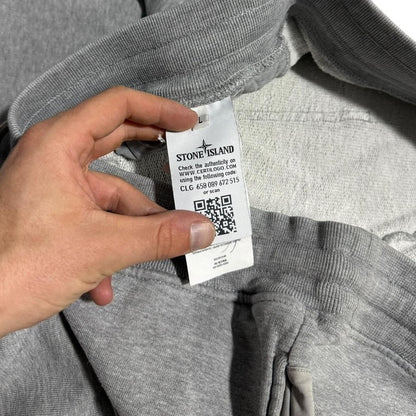 L
STONE ISLAND
Check the authenticity on
WWW.CERTILOGO.COM
using the following code:
CLG 658 089 672 515
or scan